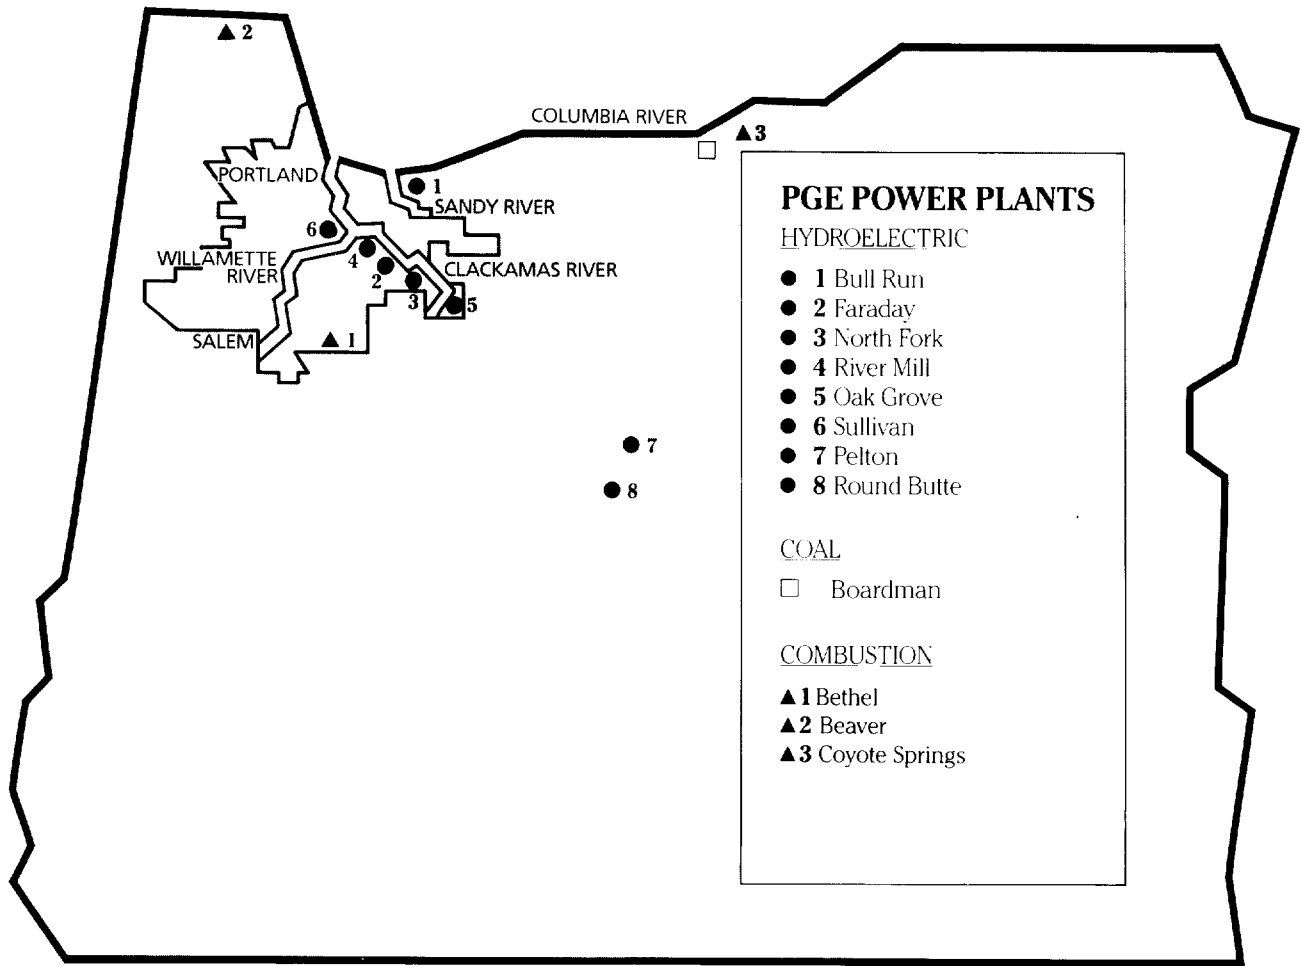 2
COLUMBIA RIVER
3
PORTLAND
1
SANDY RIVER
6
WILLAMETTE
RIVER
4
2
CLACKAMAS RIVER
3
5
SALEM
1
7
8
PGE POWER PLANTS
HYDROELECTRIC
1 Bull Run
2 Faraday
3 North Fork
4 River Mill
5 Oak Grove
6 Sullivan
7 Pelton
8 Round Butte
COAL
Boardman
COMBUSTION
1 Bethel
2 Beaver
3 Coyote Springs